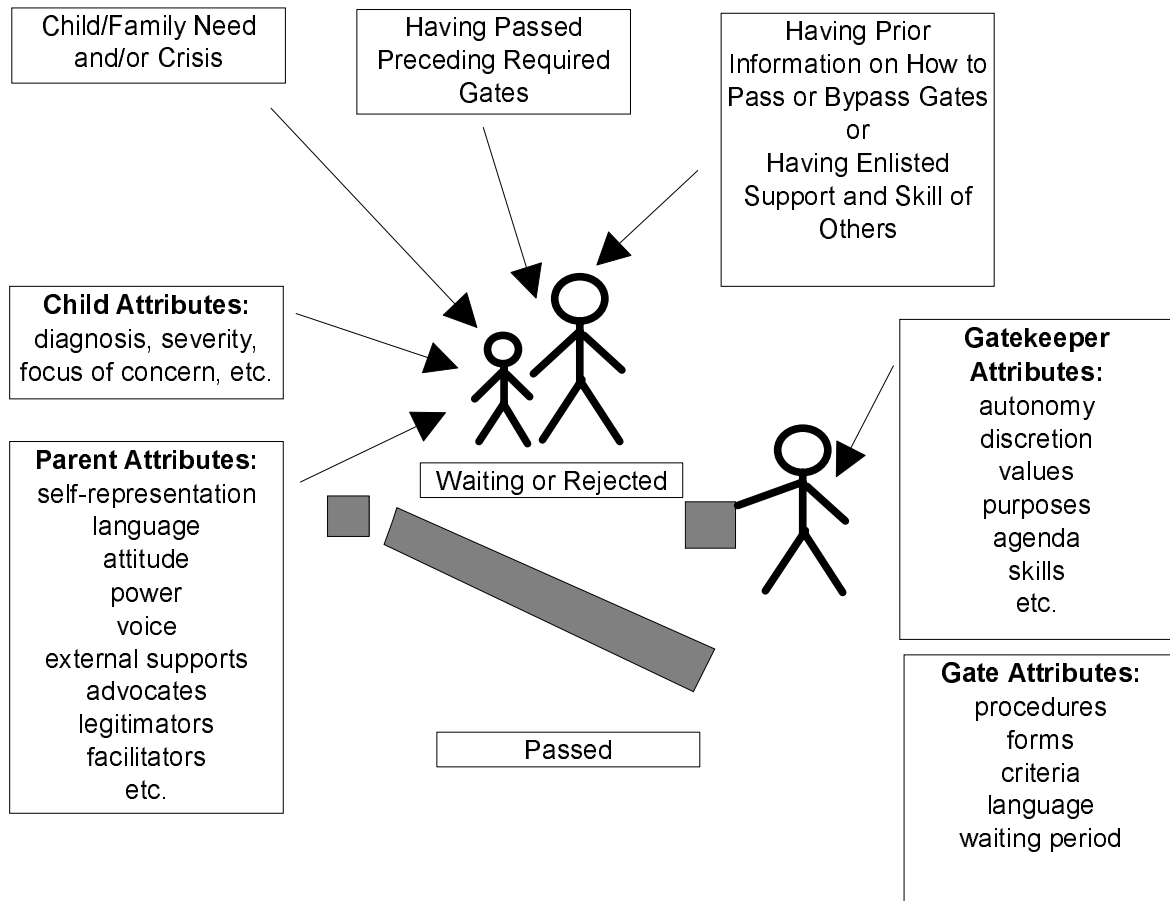 Child/Family Need
and/or Crisis
Having Passed
Preceding Required
Gates
Having Prior
Information on How to
Pass or Bypass Gates
or
Having Enlisted
Support and Skill of
Others
Child Attributes:
diagnosis, severity,
focus of concern, etc.
Parent Attributes:
self-representation
language
attitude
power
voice
external supports
advocates
legitimators
facilitators
etc.
Waiting or Rejected
Passed
Gatekeeper
Attributes:
autonomy
discretion
values
purposes
agenda
skills
etc.
Gate Attributes:
procedures
forms
criteria
language
waiting period